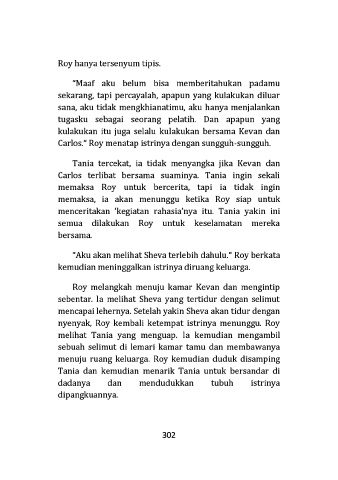 Roy hanya tersenyum tipis.
"Maaf aku belum bisa memberitahukan padamu
sekarang, tapi percayalah, apapun yang kulakukan diluar
sana, aku tidak mengkhianatimu, aku hanya menjalankan
tugasku sebagai seorang pelatih. Dan apapun yang
kulakukan itu juga selalu kulakukan bersama Kevan dan
Carlos." Roy menatap istrinya dengan sungguh-sungguh.
Tania tercekat, ia tidak menyangka jika Kevan dan
Carlos terlibat bersama suaminya. Tania ingin sekali
memaksa Roy untuk bercerita, tapi ia tidak ingin
memaksa, ia akan menunggu ketika Roy siap untuk
menceritakan 'kegiatan rahasia'nya itu. Tania yakin ini
semua dilakukan Roy untuk keselamatan mereka
bersama.
"Aku akan melihat Sheva terlebih dahulu." Roy berkata
kemudian meninggalkan istrinya diruang keluarga.
Roy melangkah menuju kamar Kevan dan mengintip
sebentar. Ia melihat Sheva yang tertidur dengan selimut
mencapai lehernya. Setelah yakin Sheva akan tidur dengan
nyenyak, Roy kembali ketempat istrinya menunggu. Roy
melihat Tania yang menguap. Ia kemudian mengambil
sebuah selimut di lemari kamar tamu dan membawanya
menuju ruang keluarga. Roy kemudian duduk disamping
Tania dan kemudian menarik Tania untuk bersandar di
dadanya dan mendudukkan tubuh istrinya
dipangkuannya.
302